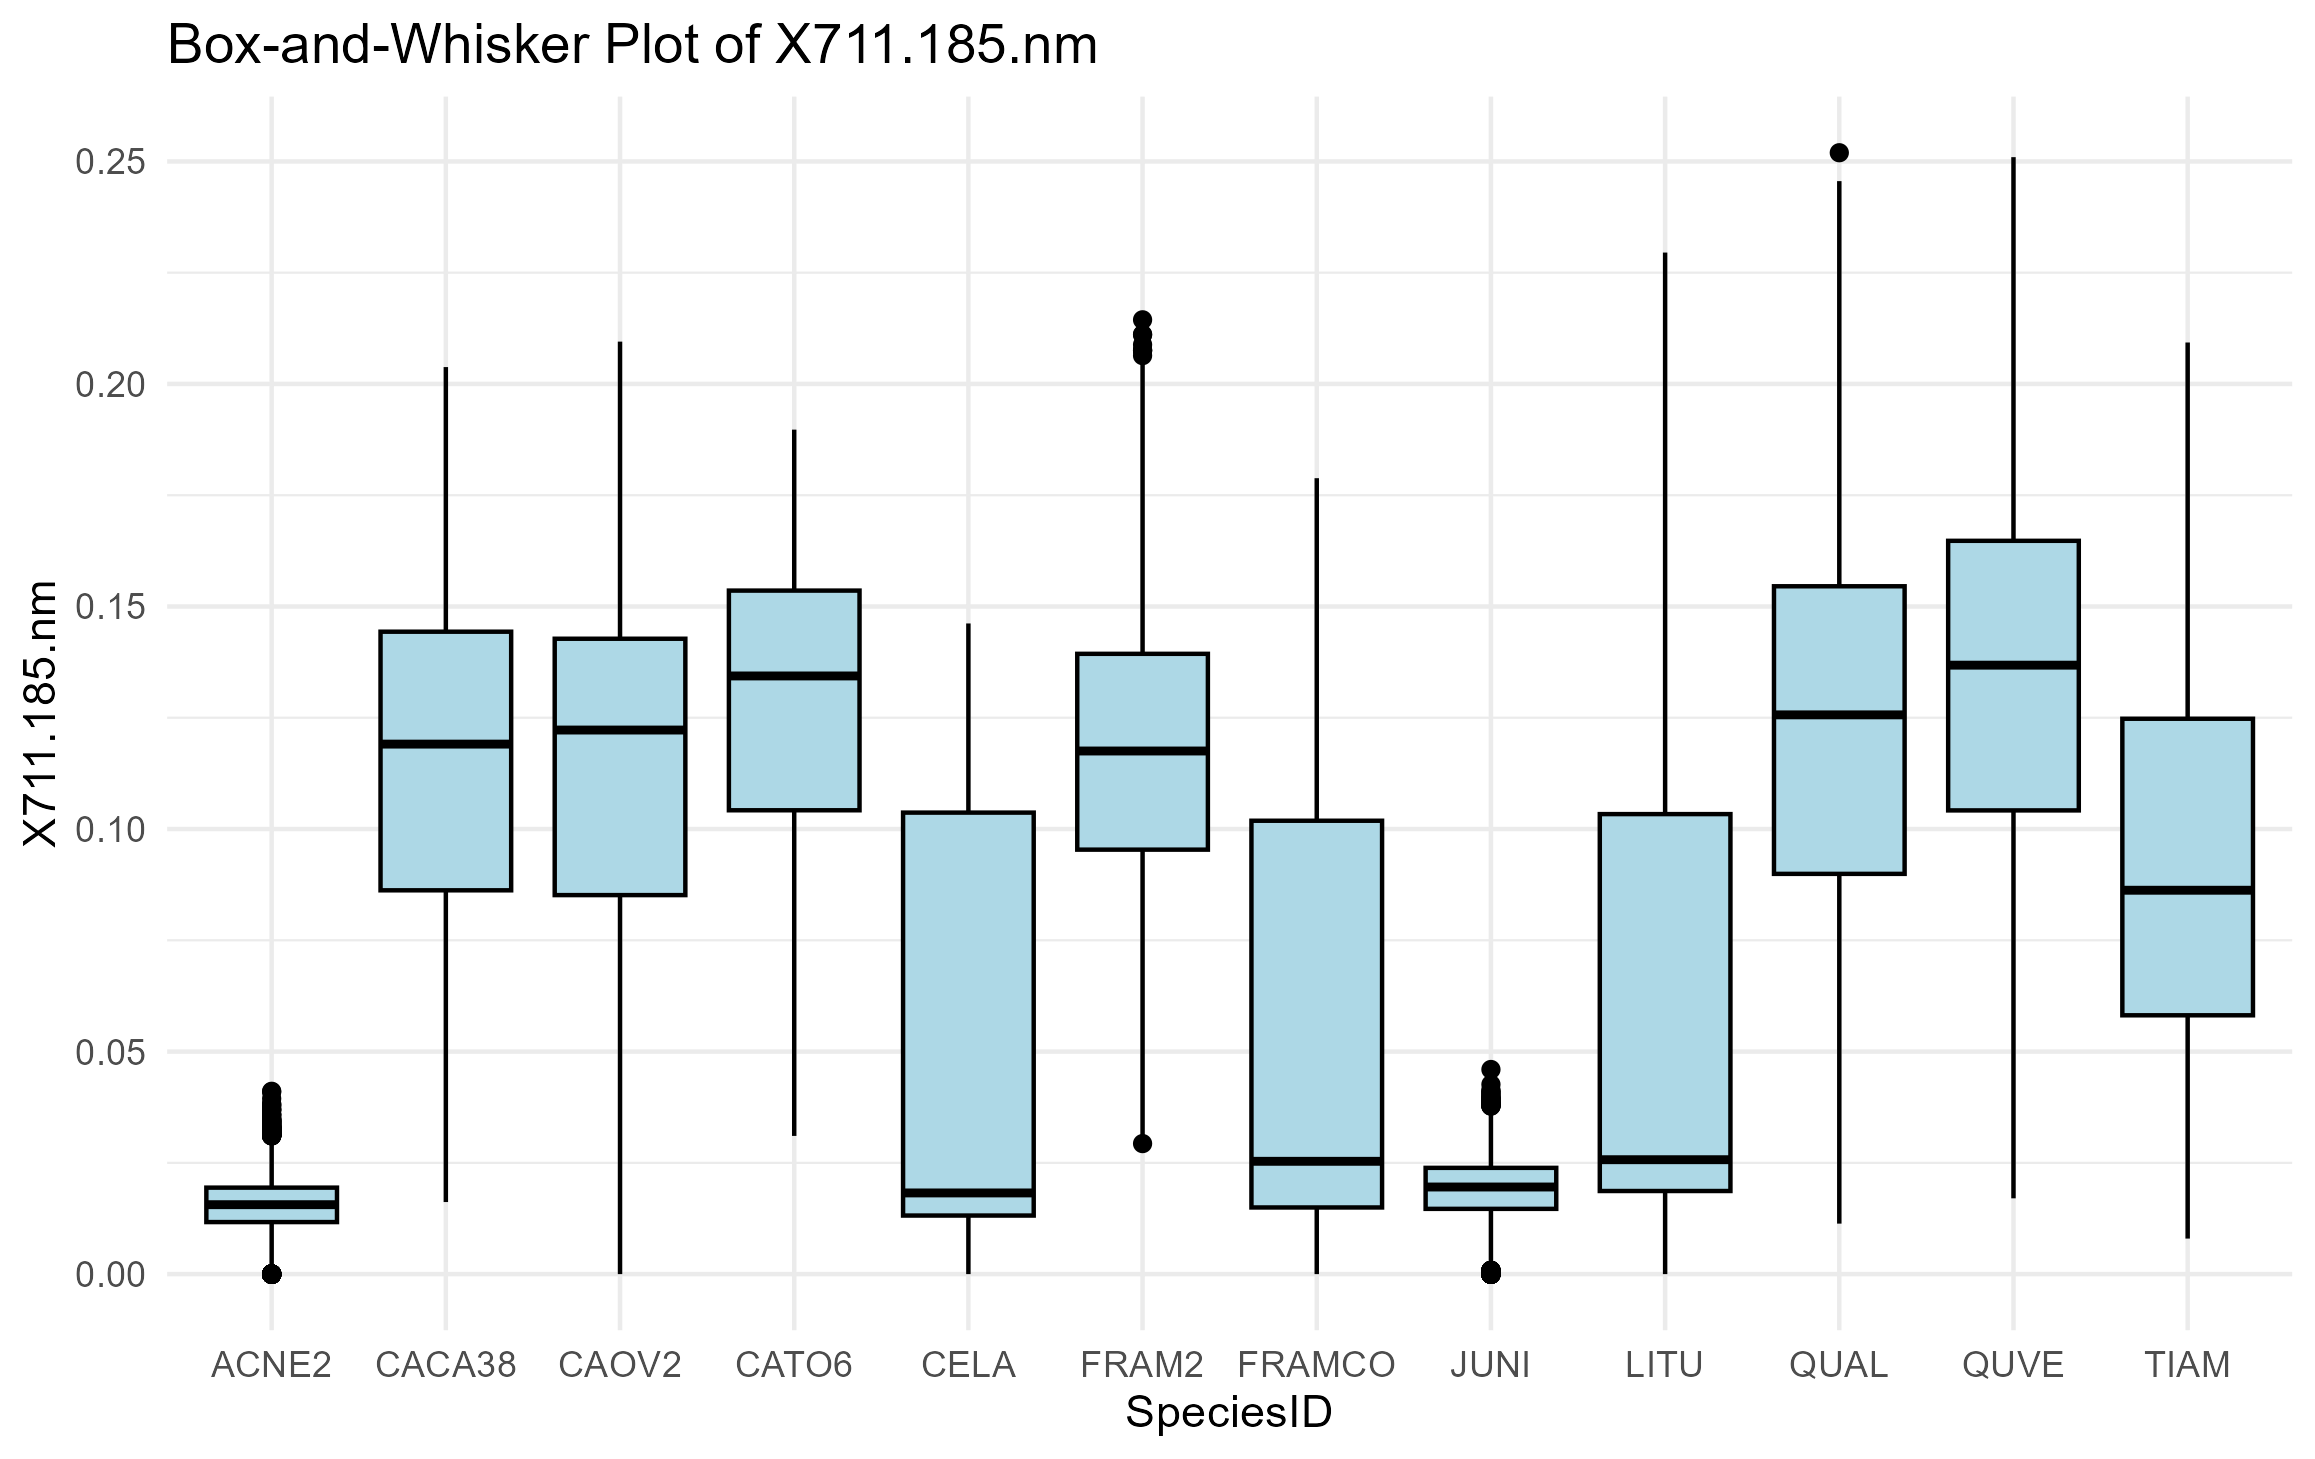 Box-and-Whisker Plot of X711.185.nm
X711.185.nm
0.25
0.20
0.15
0.10
0.05
0.00
ACNE2 CACA38 CAOV2 CATO6 CELA FRAM2 FRAMCO JUNI LITU QUAL QUVE TIAM
SpeciesID